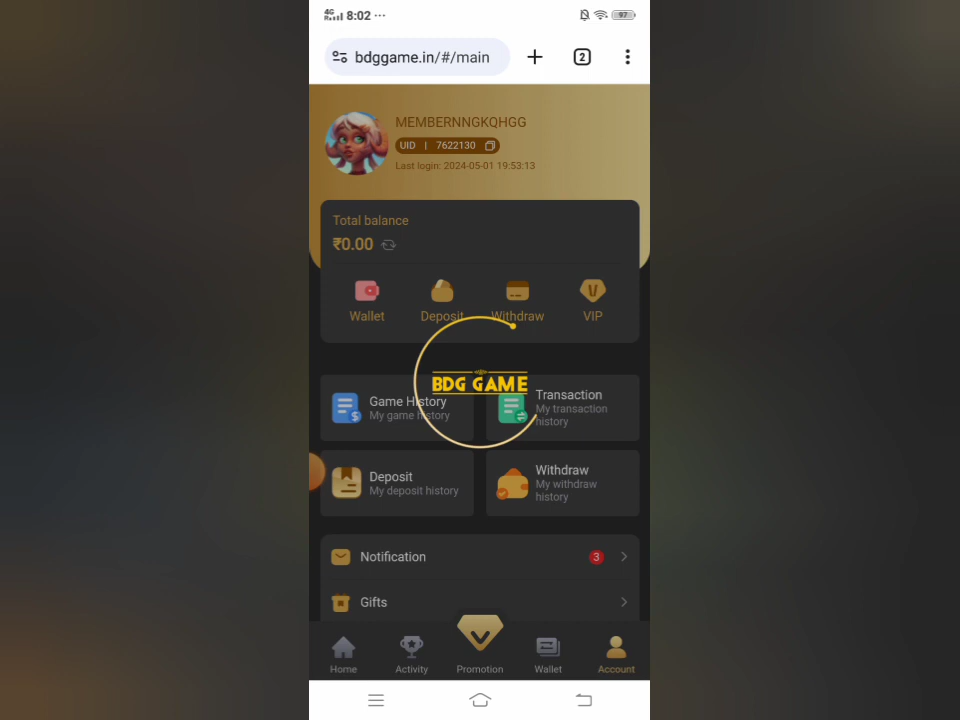 4G
8:02 ···
97
bdggame.in/#/main
2
MEMBERNNGKQHGG
UID | 7622130
Last login: 2024-05-01 19:53:13
Total balance
₹0.00
Wallet
Deposit
Withdraw
VIP
BDG GAME
Game History
My game history
Transaction
My transaction
history
Deposit
My deposit history
Withdraw
My withdraw
history
Notification
3
Gifts
Home
Activity
Promotion
Wallet
Account